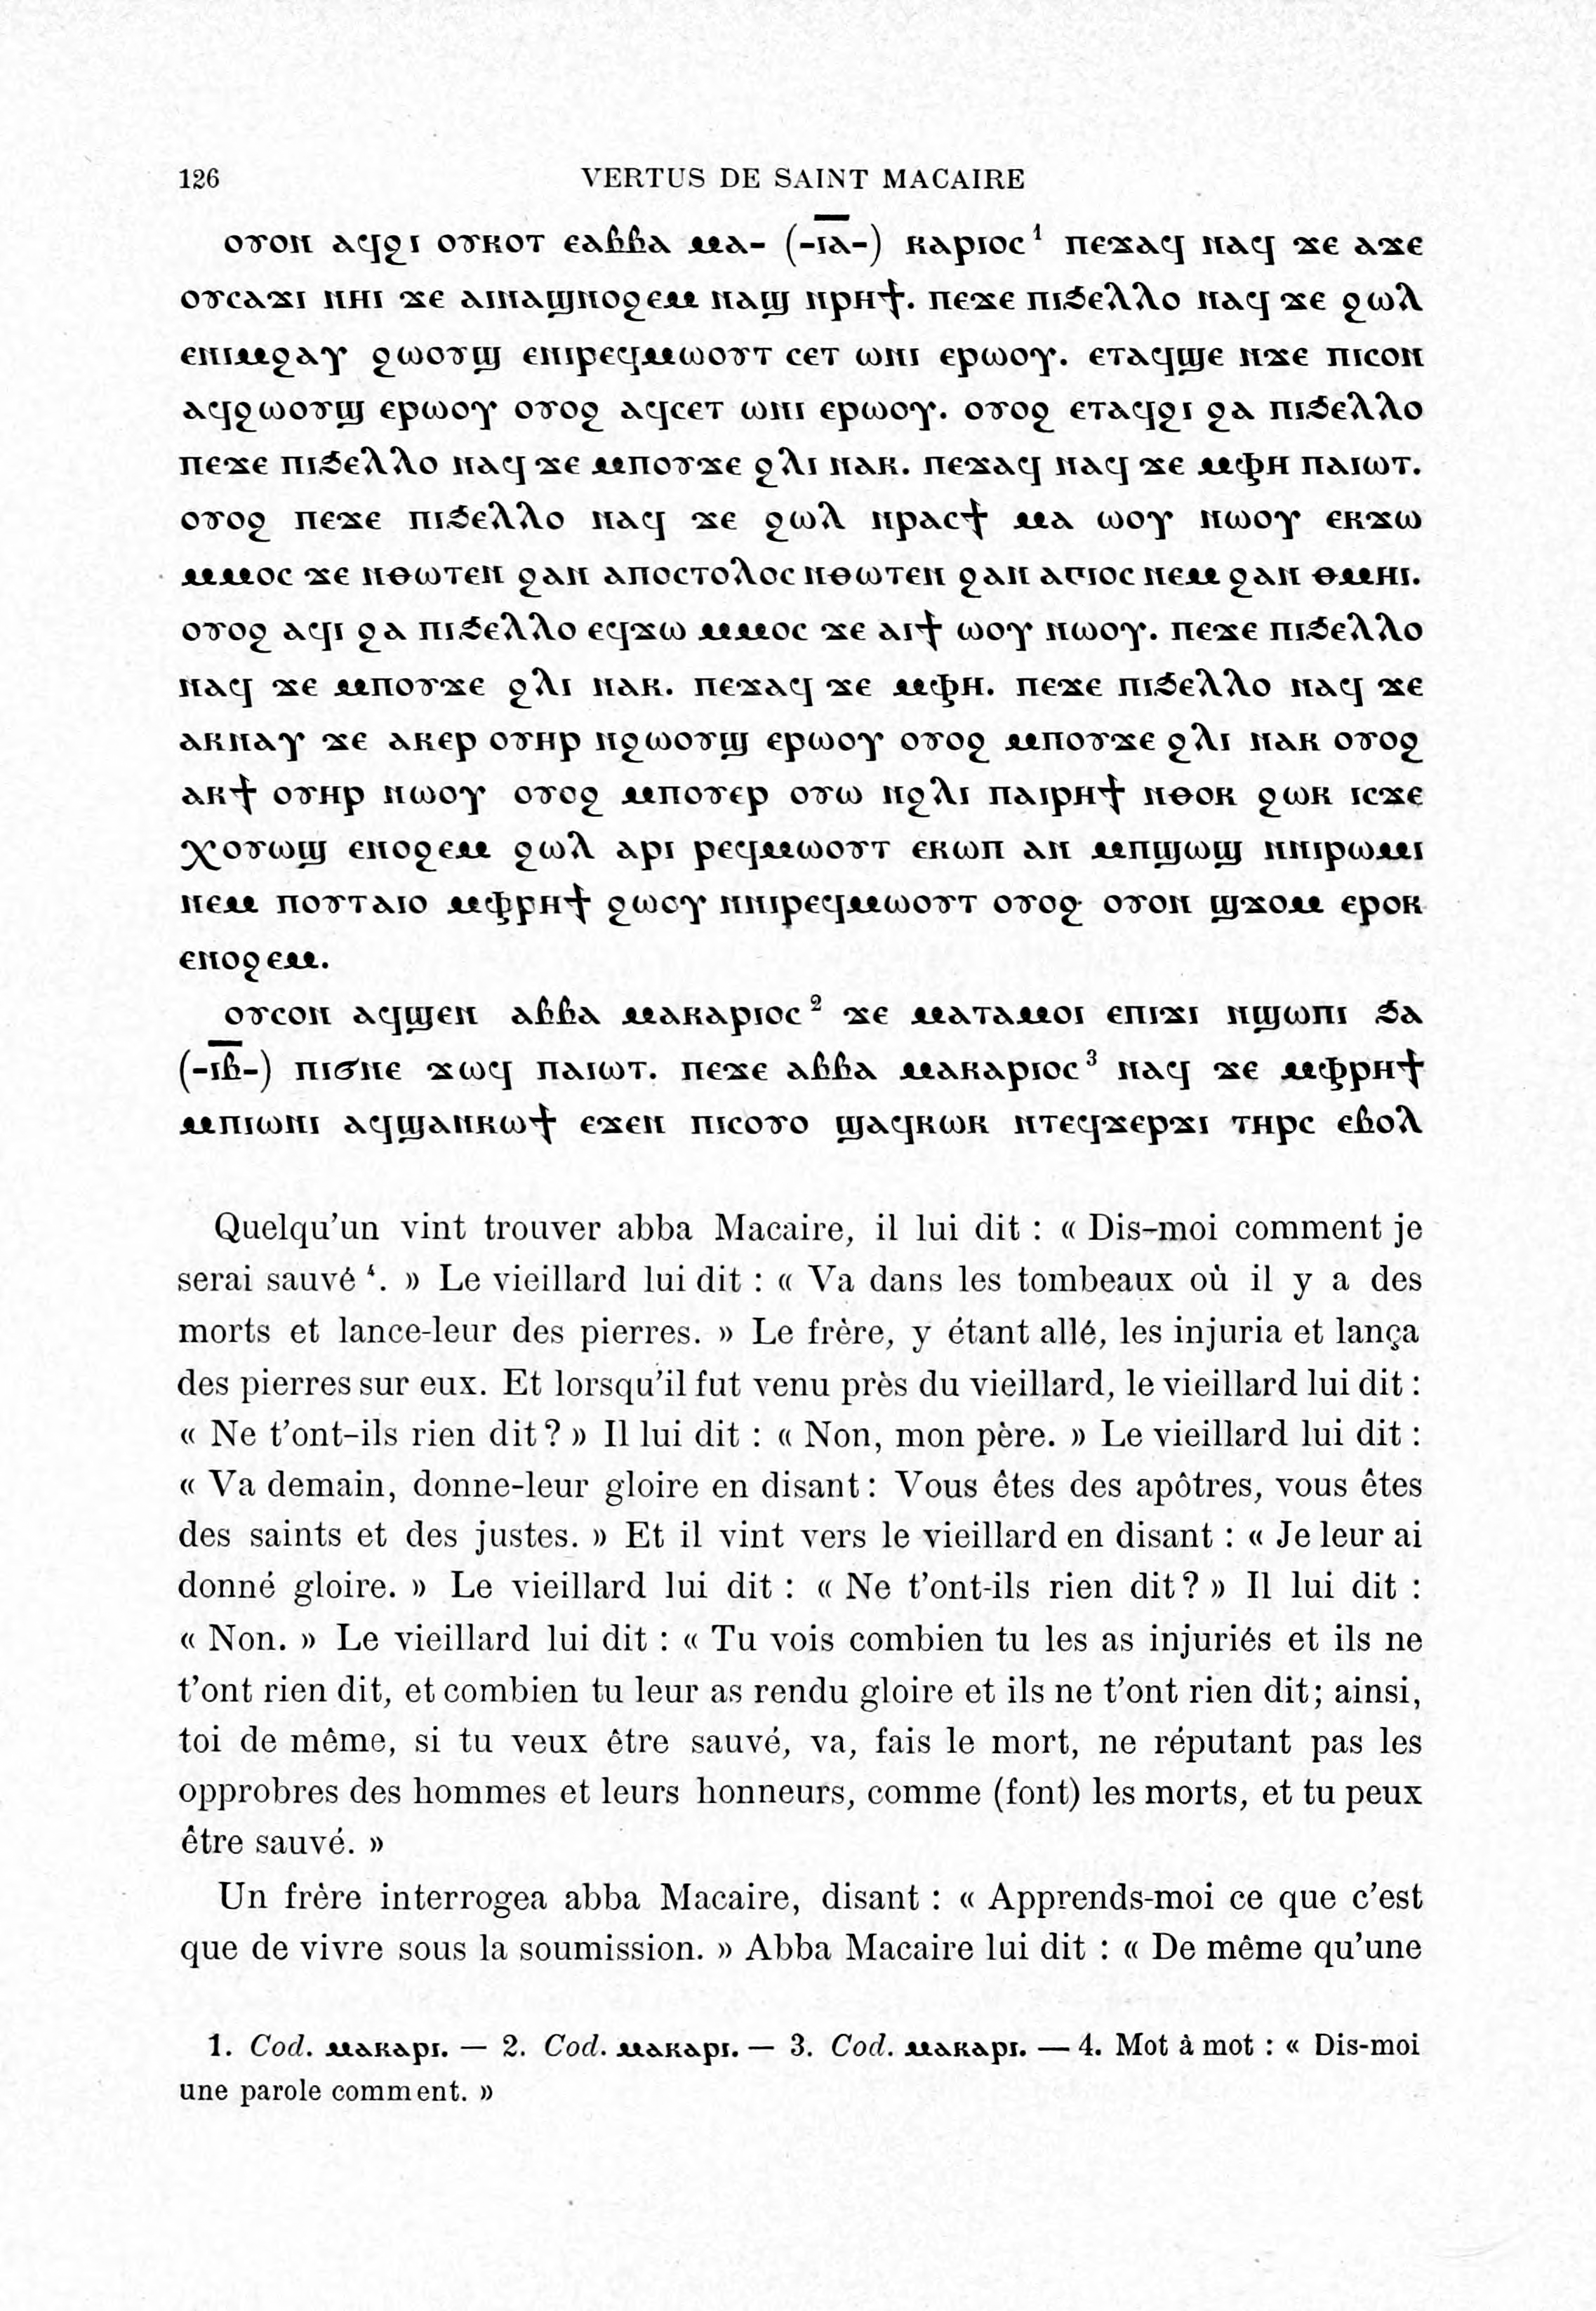 126 VERTUS DE SAINT MACAIRE
ⲟⲩⲟⲛ ⲁϥϩⲓ ⲟⲩⲕⲟⲧ ⲉⲁⲃⲃⲁ ⲙⲁ- (-ⲓ̅ⲁ̅-) ⲕⲁⲣⲓⲟⲥ¹ ⲡⲉϫⲁϥ ⲛⲁϥ ϫⲉ ⲁϫⲉ
ⲟⲩⲥⲁϫⲓ ⲛⲏⲓ ϫⲉ ⲁⲓⲛⲁϣⲛⲟϩⲉⲙ ⲛⲁϣ ⲛⲣⲏϯ. ⲡⲉϫⲉ ⲡⲓϧⲉⲗⲗⲟ ⲛⲁϥ ϫⲉ ϩⲱⲗ
ⲉⲛⲓⲙϩⲁⲩ ϩⲱⲟⲩϣ ⲉⲛⲓⲣⲉϥⲙⲱⲟⲩⲧ ⲥⲉⲧ ⲱⲛⲓ ⲉⲣⲱⲟⲩ. ⲉⲧⲁϥϣⲉ ⲛϫⲉ ⲡⲓⲥⲟⲛ
ⲁϥϩⲱⲟⲩϣ ⲉⲣⲱⲟⲩ ⲟⲩⲟϩ ⲁϥⲥⲉⲧ ⲱⲛⲓ ⲉⲣⲱⲟⲩ. ⲟⲩⲟϩ ⲉⲧⲁϥϩⲓ ϩⲁ ⲡⲓϧⲉⲗⲗⲟ
ⲡⲉϫⲉ ⲡⲓϧⲉⲗⲗⲟ ⲛⲁϥ ϫⲉ ⲙⲡⲟⲩϫⲉ ϩⲗⲓ ⲛⲁⲕ. ⲡⲉϫⲁϥ ⲛⲁϥ ϫⲉ ⲙⲫⲏ ⲡⲁⲓⲱⲧ.
ⲟⲩⲟϩ ⲡⲉϫⲉ ⲡⲓϧⲉⲗⲗⲟ ⲛⲁϥ ϫⲉ ϩⲱⲗ ⲛⲣⲁⲥϯ ⲙⲁ ⲱⲟⲩ ⲛⲱⲟⲩ ⲉⲕϫⲱ
ⲙⲙⲟⲥ ϫⲉ ⲛⲑⲱⲧⲉⲛ ϩⲁⲛ ⲁⲡⲟⲥⲧⲟⲗⲟⲥ ⲛⲑⲱⲧⲉⲛ ϩⲁⲛ ⲁⲅⲓⲟⲥ ⲛⲉⲙ ϩⲁⲛ ⲑⲙⲏⲓ.
ⲟⲩⲟϩ ⲁϥⲓ ϩⲁ ⲡⲓϧⲉⲗⲗⲟ ⲉϥϫⲱ ⲙⲙⲟⲥ ϫⲉ ⲁⲓϯ ⲱⲟⲩ ⲛⲱⲟⲩ. ⲡⲉϫⲉ ⲡⲓϧⲉⲗⲗⲟ
ⲛⲁϥ ϫⲉ ⲙⲡⲟⲩϫⲉ ϩⲗⲓ ⲛⲁⲕ. ⲡⲉϫⲁϥ ϫⲉ ⲙⲫⲏ. ⲡⲉϫⲉ ⲡⲓϧⲉⲗⲗⲟ ⲛⲁϥ ϫⲉ
ⲁⲕⲛⲁⲩ ϫⲉ ⲁⲕⲉⲣ ⲟⲩⲏⲣ ⲛϩⲱⲟⲩϣ ⲉⲣⲱⲟⲩ ⲟⲩⲟϩ ⲙⲡⲟⲩϫⲉ ϩⲗⲓ ⲛⲁⲕ ⲟⲩⲟϩ
ⲁⲕϯ ⲟⲩⲏⲣ ⲛⲱⲟⲩ ⲟⲩⲟϩ ⲙⲡⲟⲩⲉⲣ ⲟⲩⲱ ⲛϩⲗⲓ ⲡⲁⲓⲣⲏϯ ⲛⲑⲟⲕ ϩⲱⲕ ⲓⲥϫⲉ
ⲭⲟⲩⲱϣ ⲉⲛⲟϩⲉⲙ ϩⲱⲗ ⲁⲣⲓ ⲣⲉϥⲙⲱⲟⲩⲧ ⲉⲕⲱⲡ ⲁⲛ ⲙⲡϣⲱϣ ⲛⲛⲓⲣⲱⲙⲓ
ⲛⲉⲙ ⲡⲟⲩⲧⲁⲓⲟ ⲙⲫⲣⲏϯ ϩⲱⲟⲩ ⲛⲛⲓⲣⲉϥⲙⲱⲟⲩⲧ ⲟⲩⲟϩ ⲟⲩⲟⲛ ϣϫⲟⲙ ⲉⲣⲟⲕ
ⲉⲛⲟϩⲉⲙ.
ⲟⲩⲥⲟⲛ ⲁϥϣⲉⲛ ⲁⲃⲃⲁ ⲙⲁⲕⲁⲣⲓⲟⲥ² ϫⲉ ⲙⲁⲧⲁⲙⲟⲓ ⲉⲡⲓϫⲓ ⲛϣⲱⲡⲓ ϧⲁ
(-ⲓ̅ⲃ̅-) ⲡⲓϭⲛⲉ ϫⲱϥ ⲡⲁⲓⲱⲧ. ⲡⲉϫⲉ ⲁⲃⲃⲁ ⲙⲁⲕⲁⲣⲓⲟⲥ³ ⲛⲁϥ ϫⲉ ⲙⲫⲣⲏϯ
ⲙⲡⲓⲱⲛⲓ ⲁϥϣⲁⲛⲕⲱϯ ⲉϫⲉⲛ ⲡⲓⲥⲟⲩⲟ ϣⲁϥⲕⲱⲕ ⲛⲧⲉϥϫⲉⲣϫⲓ ⲧⲏⲣⲥ ⲉⲃⲟⲗ
Quelqu'un vint trouver abba Macaire, il lui dit : « Dis-moi comment je
serai sauvé ⁴. » Le vieillard lui dit : « Va dans les tombeaux où il y a des
morts et lance-leur des pierres. » Le frère, y étant allé, les injuria et lança
des pierres sur eux. Et lorsqu'il fut venu près du vieillard, le vieillard lui dit :
« Ne t'ont-ils rien dit ? » Il lui dit : « Non, mon père. » Le vieillard lui dit :
« Va demain, donne-leur gloire en disant : Vous êtes des apôtres, vous êtes
des saints et des justes. » Et il vint vers le vieillard en disant : « Je leur ai
donné gloire. » Le vieillard lui dit : « Ne t'ont-ils rien dit ? » Il lui dit :
« Non. » Le vieillard lui dit : « Tu vois combien tu les as injuriés et ils ne
t'ont rien dit, et combien tu leur as rendu gloire et ils ne t'ont rien dit ; ainsi,
toi de même, si tu veux être sauvé, va, fais le mort, ne réputant pas les
opprobres des hommes et leurs honneurs, comme (font) les morts, et tu peux
être sauvé. »
Un frère interrogea abba Macaire, disant : « Apprends-moi ce que c'est
que de vivre sous la soumission. » Abba Macaire lui dit : « De même qu'une
1. Cod. ⲙⲁⲕⲁⲣⲓ. — 2. Cod. ⲙⲁⲕⲁⲣⲓ. — 3. Cod. ⲙⲁⲕⲁⲣⲓ. — 4. Mot à mot : « Dis-moi
une parole comment. »